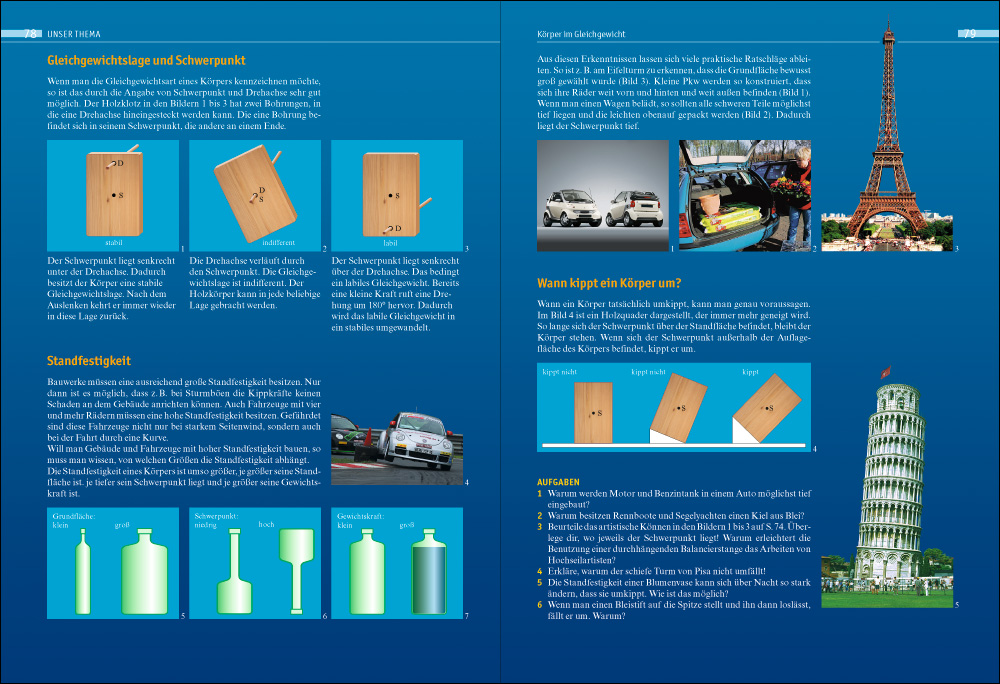 78 UNSER THEMA
Gleichgewichtslage und Schwerpunkt
Wenn man die Gleichgewichtsart eines Körpers kennzeichnen möchte,
so ist das durch die Angabe von Schwerpunkt und Drehachse sehr gut
möglich. Der Holzklotz in den Bildern 1 bis 3 hat zwei Bohrungen, in
die eine Drehachse hineingesteckt werden kann. Die eine Bohrung be-
findet sich in seinem Schwerpunkt, die andere an einem Ende.
D
S
stabil
1
D
S
indifferent
2
S
D
labil
3
Der Schwerpunkt liegt senkrecht
unter der Drehachse. Dadurch
besitzt der Körper eine stabile
Gleichgewichtslage. Nach dem
Auslenken kehrt er immer wieder
in diese Lage zurück.
Die Drehachse verläuft durch
den Schwerpunkt. Die Gleichge-
wichtslage ist indifferent. Der
Holzkörper kann in jede beliebige
Lage gebracht werden.
Der Schwerpunkt liegt senkrecht
über der Drehachse. Das bedingt
ein labiles Gleichgewicht. Bereits
eine kleine Kraft ruft eine Dre-
hung um 180° hervor. Dadurch
wird das labile Gleichgewicht in
ein stabiles umgewandelt.
Standfestigkeit
Bauwerke müssen eine ausreichend große Standfestigkeit besitzen. Nur
dann ist es möglich, dass z. B. bei Sturmböen die Kippkräfte keinen
Schaden an dem Gebäude anrichten können. Auch Fahrzeuge mit vier
und mehr Rädern müssen eine hohe Standfestigkeit besitzen. Gefährdet
sind diese Fahrzeuge nicht nur bei starkem Seitenwind, sondern auch
bei der Fahrt durch eine Kurve.
Will man Gebäude und Fahrzeuge mit hoher Standfestigkeit bauen, so
muss man wissen, von welchen Größen die Standfestigkeit abhängt.
Die Standfestigkeit eines Körpers ist umso größer, je größer seine Stand-
fläche ist. je tiefer sein Schwerpunkt liegt und je größer seine Gewichts-
kraft ist.
4
Grundfläche:
klein groß
5
Schwerpunkt:
niedrig hoch
6
Gewichtskraft:
klein groß
7
Körper im Gleichgewicht 79
Aus diesen Erkenntnissen lassen sich viele praktische Ratschläge ablei-
ten. So ist z. B. am Eifelturm zu erkennen, dass die Grundfläche bewusst
groß gewählt wurde (Bild 3). Kleine Pkw werden so konstruiert, dass
sich ihre Räder weit vorn und hinten und weit außen befinden (Bild 1).
Wenn man einen Wagen belädt, so sollten alle schweren Teile möglichst
tief liegen und die leichten obenauf gepackt werden (Bild 2). Dadurch
liegt der Schwerpunkt tief.
1
2
3
Wann kippt ein Körper um?
Wann ein Körper tatsächlich umkippt, kann man genau voraussagen.
Im Bild 4 ist ein Holzquader dargestellt, der immer mehr geneigt wird.
So lange sich der Schwerpunkt über der Standfläche befindet, bleibt der
Körper stehen. Wenn sich der Schwerpunkt außerhalb der Auflage-
fläche des Körpers befindet, kippt er um.
kippt nicht kippt nicht kippt
S S S
4
AUFGABEN
1 Warum werden Motor und Benzintank in einem Auto möglichst tief
eingebaut?
2 Warum besitzen Rennboote und Segelyachten einen Kiel aus Blei?
3 Beurteile das artistische Können in den Bildern 1 bis 3 auf S. 74. Über-
lege dir, wo jeweils der Schwerpunkt liegt! Warum erleichtert die
Benutzung einer durchhängenden Balancierstange das Arbeiten von
Hochseilartisten?
4 Erkläre, warum der schiefe Turm von Pisa nicht umfällt!
5 Die Standfestigkeit einer Blumenvase kann sich über Nacht so stark
ändern, dass sie umkippt. Wie ist das möglich?
6 Wenn man einen Bleistift auf die Spitze stellt und ihn dann loslässt,
fällt er um. Warum?
5